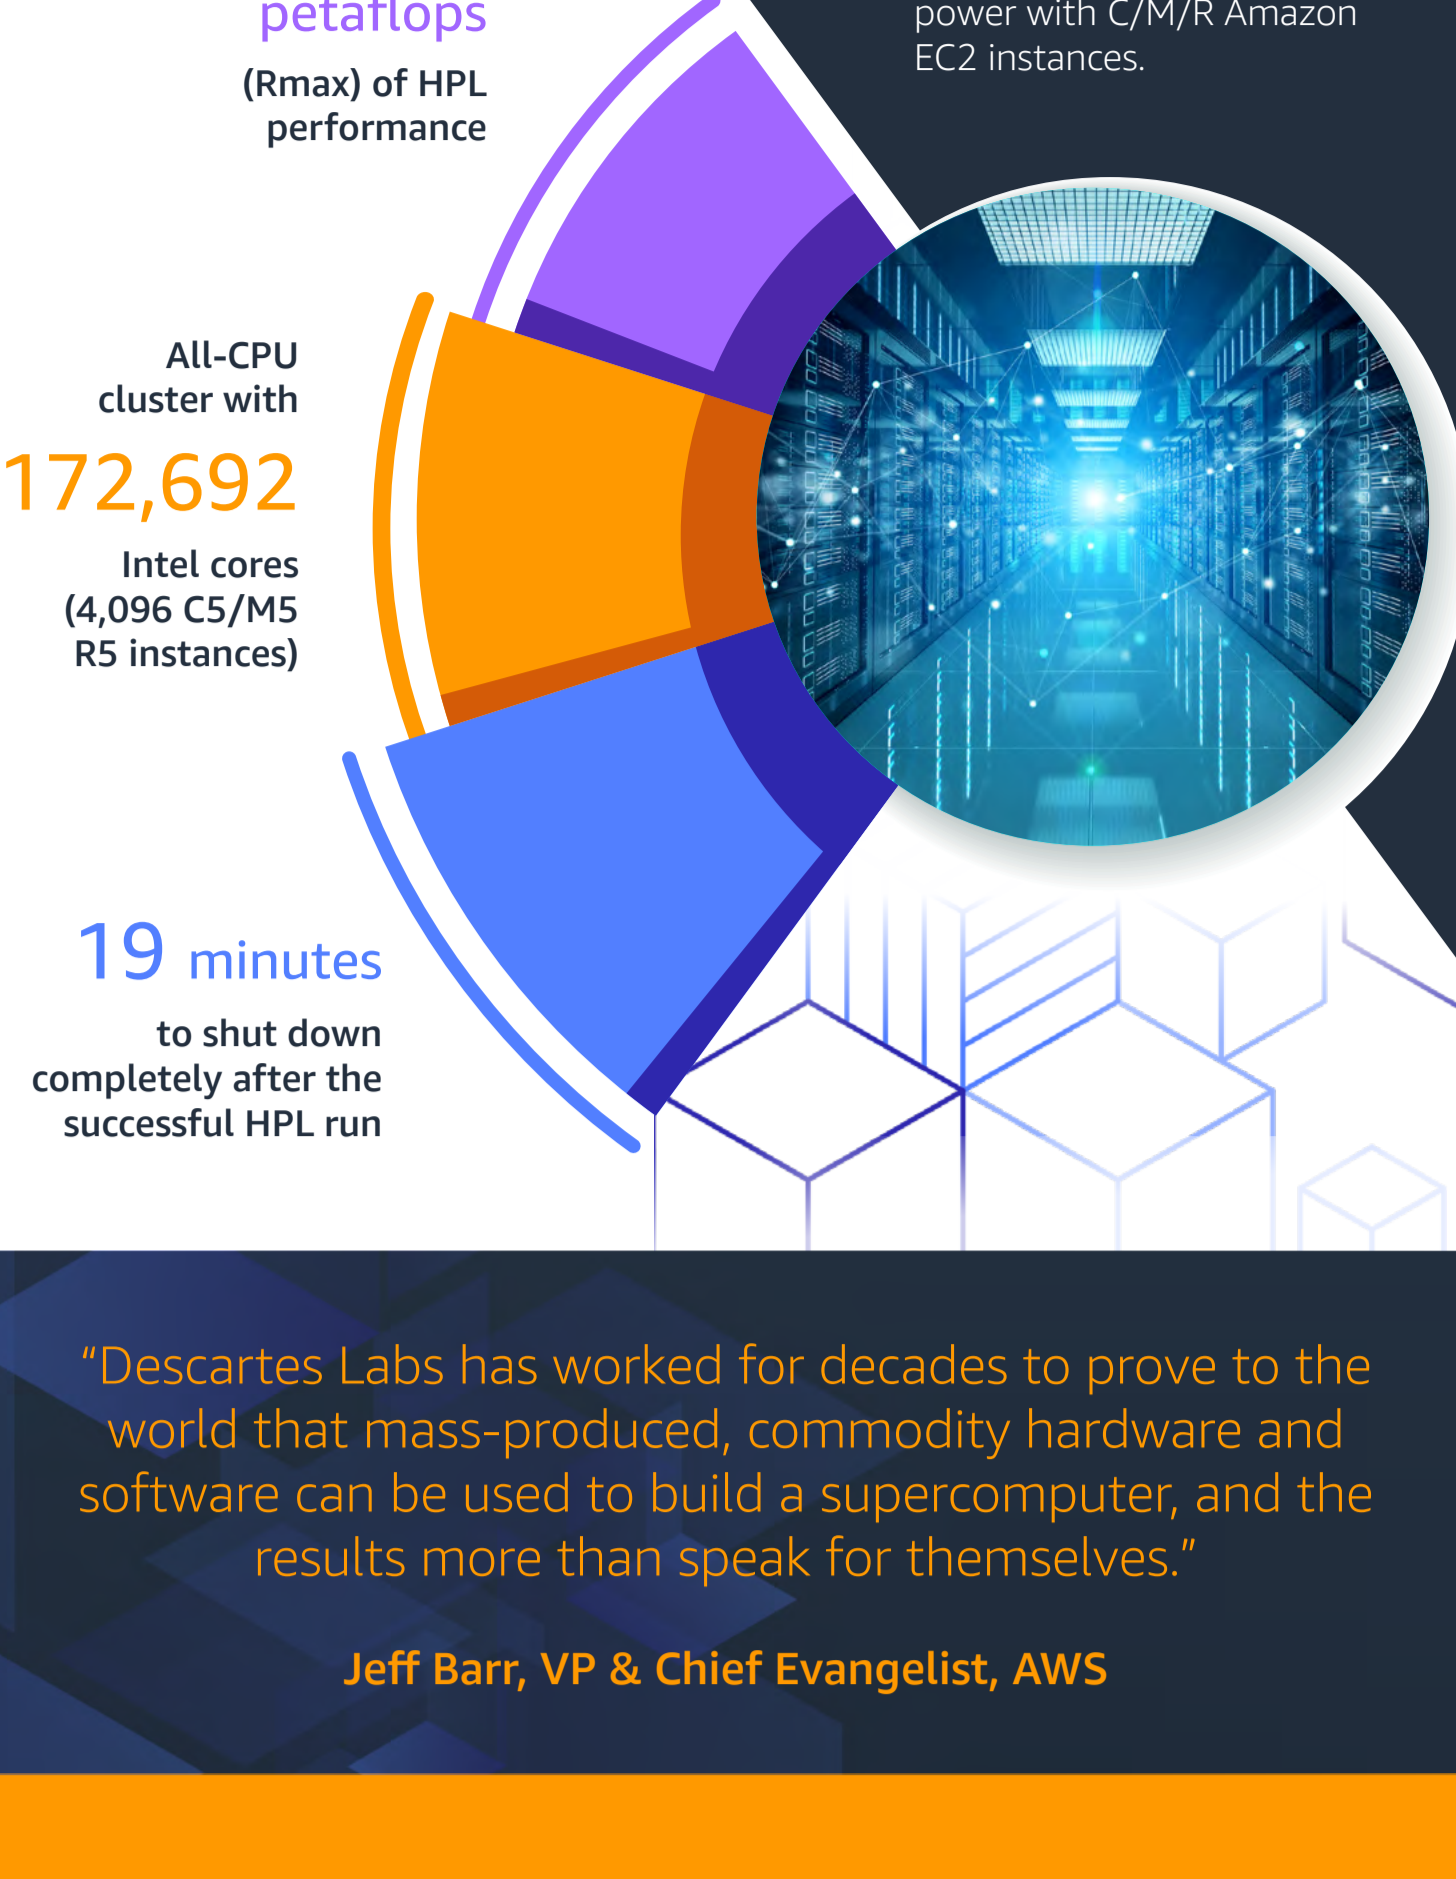 petaflops
(Rmax) of HPL
performance
power with C/M/R Amazon
EC2 instances.
All-CPU
cluster with
172,692
Intel cores
(4,096 C5/M5
R5 instances)
19 minutes
to shut down
completely after the
successful HPL run
“Descartes Labs has worked for decades to prove to the
world that mass-produced, commodity hardware and
software can be used to build a supercomputer, and the
results more than speak for themselves.”
Jeff Barr, VP & Chief Evangelist, AWS